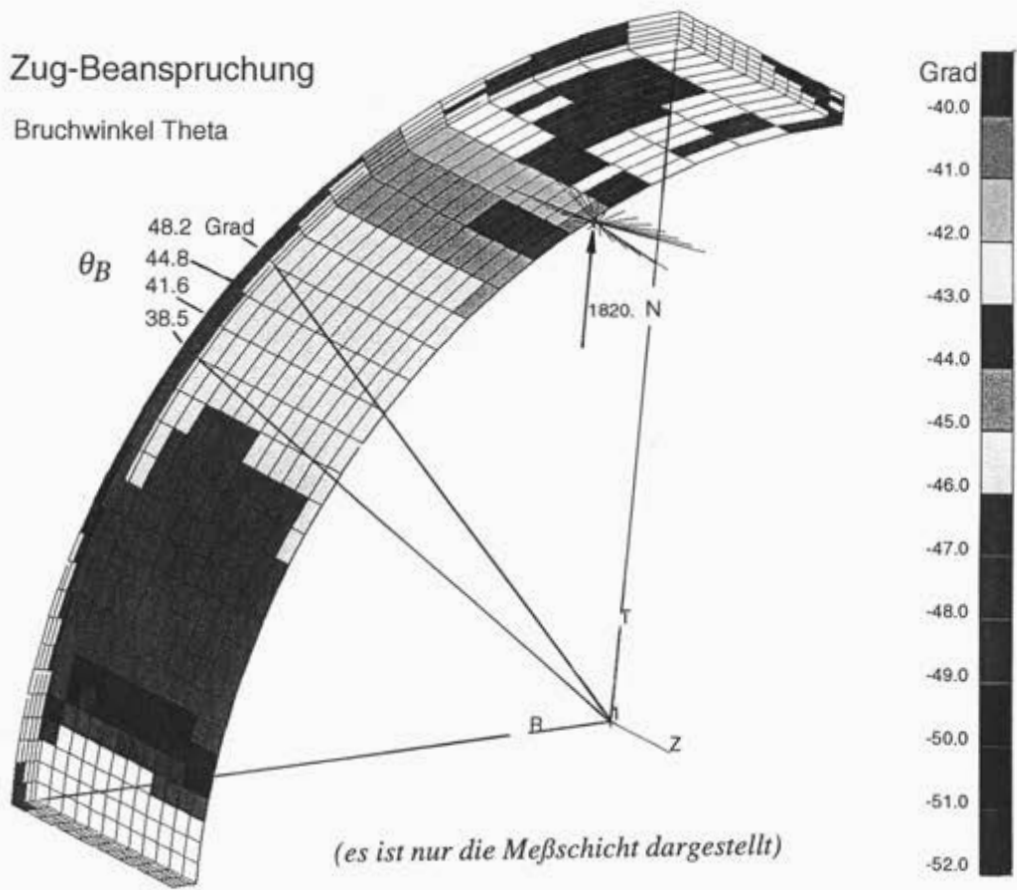 Zug-Beanspruchung
Bruchwinkel Theta
θB
48.2 Grad
44.8
41.6
38.5
1820. N
T
R
Z
Grad
-40.0
-41.0
-42.0
-43.0
-44.0
-45.0
-46.0
-47.0
-48.0
-49.0
-50.0
-51.0
-52.0
(es ist nur die Meßschicht dargestellt)